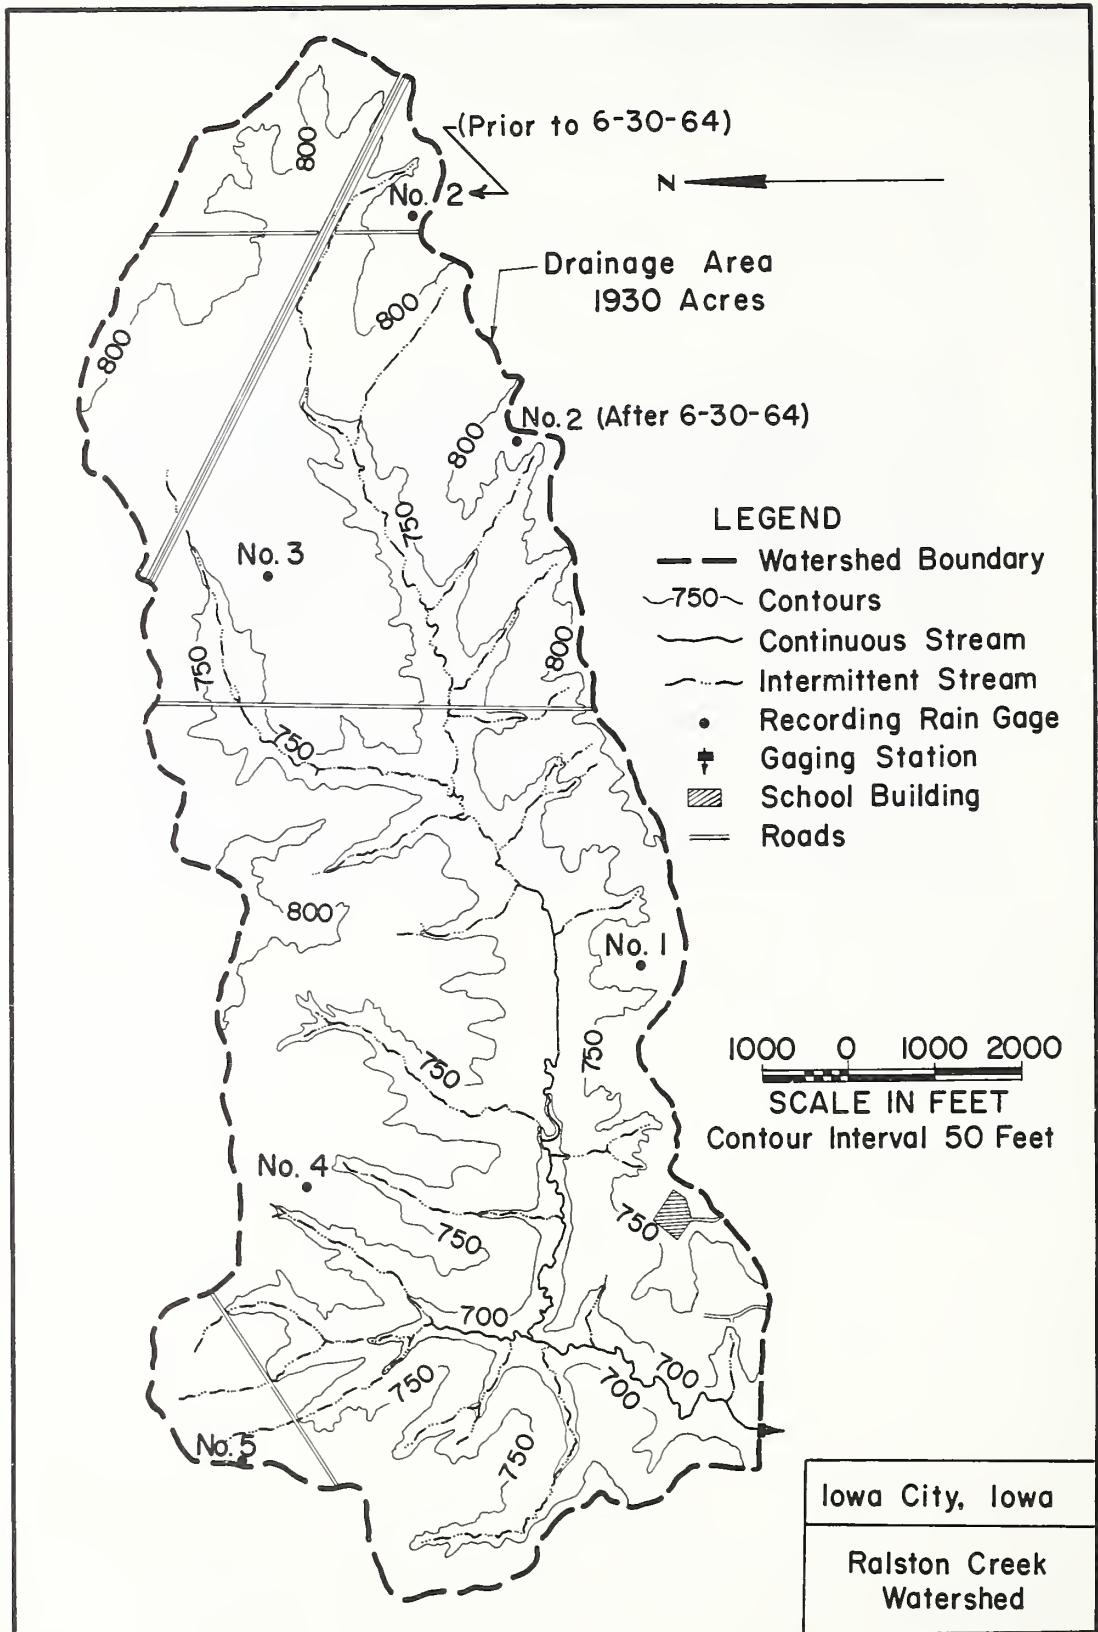 800
(Prior to 6-30-64)
No. 2
N
Drainage Area
1930 Acres
800
800
No. 2 (After 6-30-64)
800
750
LEGEND
Watershed Boundary
750 Contours
Continuous Stream
Intermittent Stream
Recording Rain Gage
Gaging Station
School Building
Roads
No. 3
750
800
750
800
No. 1
750
750
1000 0 1000 2000
SCALE IN FEET
Contour Interval 50 Feet
No. 4
750
750
700
700
700
750
No. 5
750
Iowa City, Iowa
Ralston Creek
Watershed